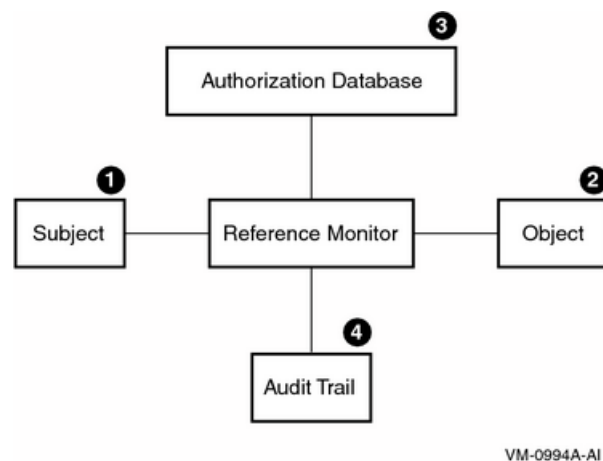 3
Authorization Database
1
2
Subject
Reference Monitor
Object
4
Audit Trail
VM-0994A-AI